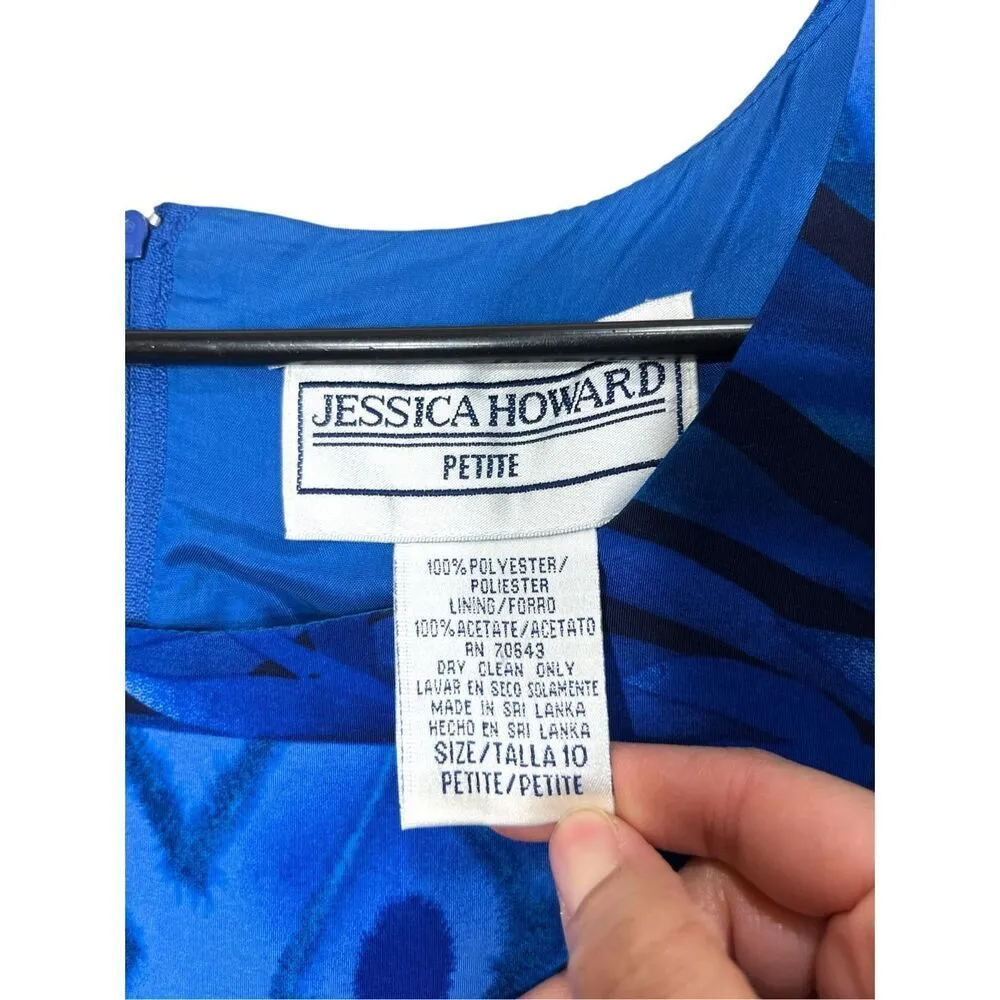 JESSICA HOWARD
PETITE
100% POLYESTER/
POLIESTER
LINING/FORRO
100% ACETATE/ACETATO
RN 70643
DRY CLEAN ONLY
LAVAR EN SECO SOLAMENTE
MADE IN SRI LANKA
HECHO EN SRI LANKA
SIZE/TALLA 10
PETITE/PETITE